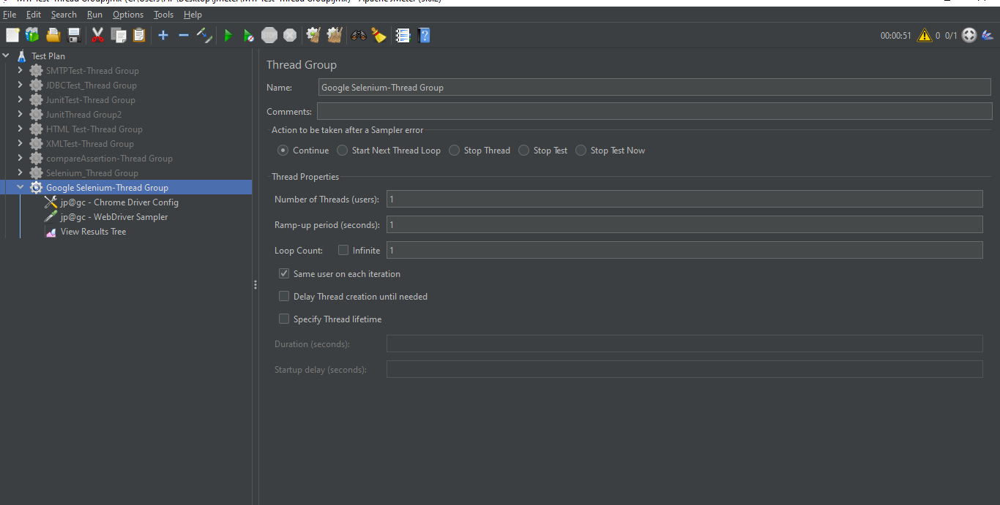 File Edit Search Run Options Tools Help
00:00:51 0 0/1
Test Plan
SMTPTest-Thread Group
JDBCTest_Thread Group
JunitTest-Thread Group
JunitThread Group2
HTML Test-Thread Group
XMLTest-Thread Group
compareAssertion-Thread Group
Selenium_Thread Group
Google Selenium-Thread Group
jp@gc - Chrome Driver Config
jp@gc - WebDriver Sampler
View Results Tree
Thread Group
Name: Google Selenium-Thread Group
Comments:
Action to be taken after a Sampler error
Continue Start Next Thread Loop Stop Thread Stop Test Stop Test Now
Thread Properties
Number of Threads (users): 1
Ramp-up period (seconds): 1
Loop Count: Infinite 1
Same user on each iteration
Delay Thread creation until needed
Specify Thread lifetime
Duration (seconds):
Startup delay (seconds):